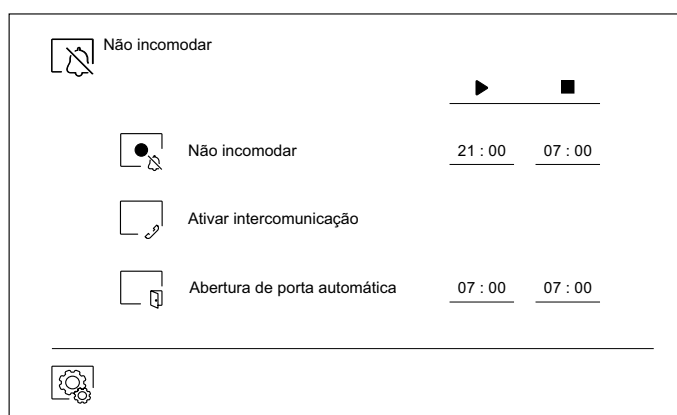 Não incomodar
Não incomodar 21 : 00 07 : 00
Ativar intercomunicação
Abertura de porta automática 07 : 00 07 : 00